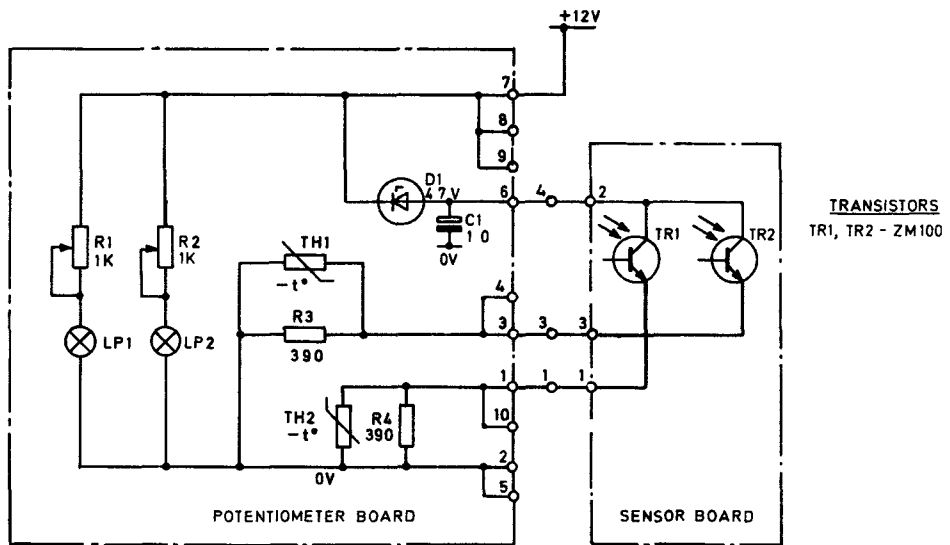 +12V
7
8
9
D1
4.7V
6
4
2
C1
10
0V
TR1
TR2
TRANSISTORS
TR1, TR2 - ZM100
R1
1K
R2
1K
TH1
-t°
4
R3
390
3
3
3
LP1
LP2
1
1
1
TH2
-t°
R4
390
10
2
0V
5
POTENTIOMETER BOARD
SENSOR BOARD